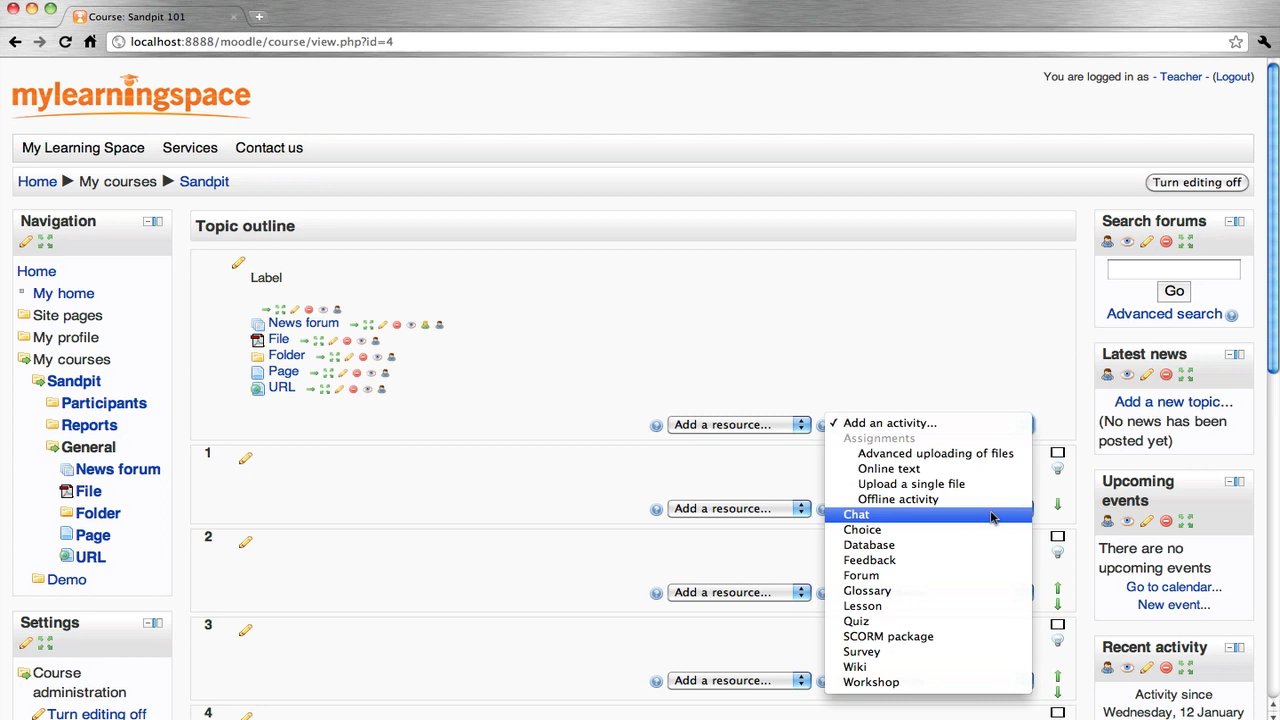 Course: Sandpit 101
localhost:8888/moodle/course/view.php?id=4
mylearningspace
You are logged in as - Teacher - (Logout)
My Learning Space Services Contact us
Home ▶ My courses ▶ Sandpit
Turn editing off
Navigation
Home
My home
Site pages
My profile
My courses
Sandpit
Participants
Reports
General
News forum
File
Folder
Page
URL
Demo
Settings
Course
administration
Turn editing off
Topic outline
Label
News forum
File
Folder
Page
URL
Add a resource...
✓ Add an activity...
Assignments
Advanced uploading of files
Online text
Upload a single file
Offline activity
Chat
Choice
Database
Feedback
Forum
Glossary
Lesson
Quiz
SCORM package
Survey
Wiki
Workshop
1
Add a resource...
2
Add a resource...
3
Add a resource...
4
Search forums
Go
Advanced search
Latest news
Add a new topic...
(No news has been
posted yet)
Upcoming
events
There are no
upcoming events
Go to calendar...
New event...
Recent activity
Activity since
Wednesday, 12 January